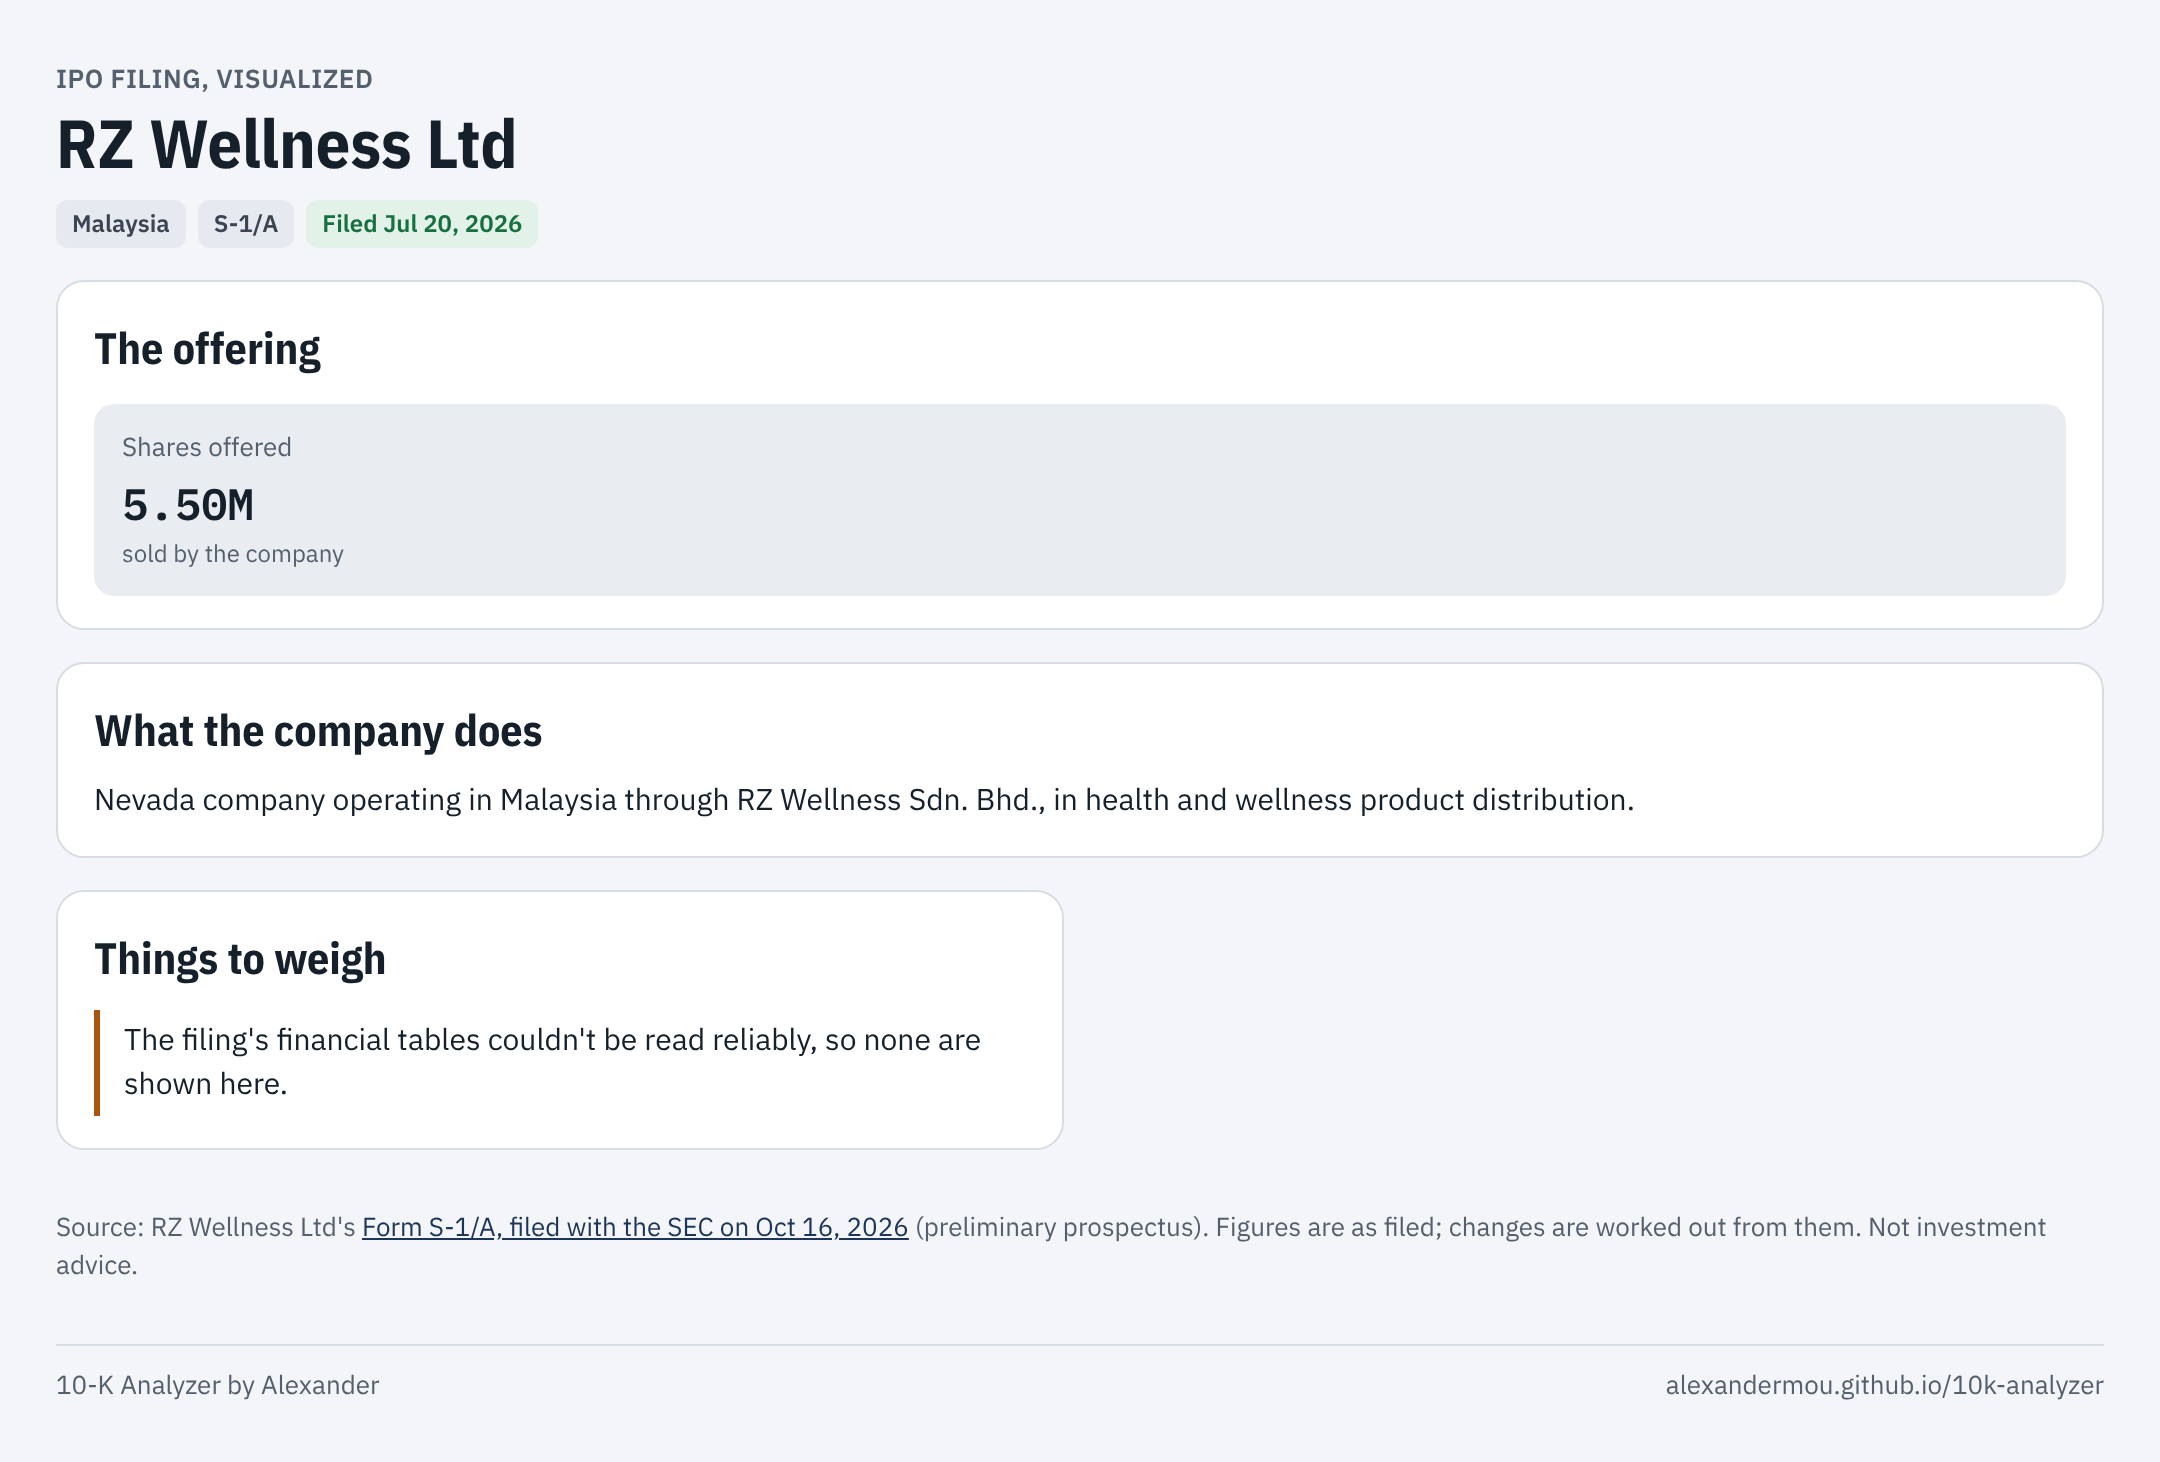 IPO FILING, VISUALIZED
RZ Wellness Ltd
Malaysia S-1/A Filed Jul 20, 2026
The offering
Shares offered
5.50M
sold by the company
What the company does
Nevada company operating in Malaysia through RZ Wellness Sdn. Bhd., in health and wellness product distribution.
Things to weigh
The filing's financial tables couldn't be read reliably, so none are
shown here.
Source: RZ Wellness Ltd's Form S-1/A, filed with the SEC on Oct 16, 2026 (preliminary prospectus). Figures are as filed; changes are worked out from them. Not investment
advice.
10-K Analyzer by Alexander alexandermou.github.io/10k-analyzer